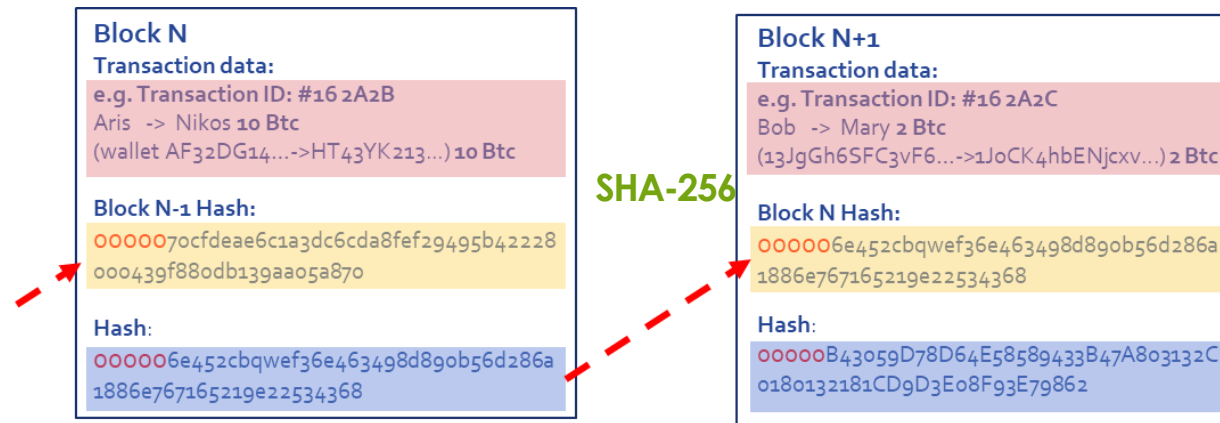 Block N
Transaction data:
e.g. Transaction ID: #16 2A2B
Aris -> Nikos 10 Btc
(wallet AF32DG14...->HT43YK213...) 10 Btc
Block N-1 Hash:
0000070cfdeae6c1a3dc6cda8fef29495b42228
000439f880db139aa05a870
Hash:
000006e452cbqwef36e463498d890b56d286a
1886e767165219e22534368
SHA-256
Block N+1
Transaction data:
e.g. Transaction ID: #16 2A2C
Bob -> Mary 2 Btc
(13JgGh6SFC3vF6...->1JoCK4hbENjcxv...) 2 Btc
Block N Hash:
000006e452cbqwef36e463498d890b56d286a
1886e767165219e22534368
Hash:
00000B43059D78D64E58589433B47A803132C
0180132181CD9D3E08F93E79862